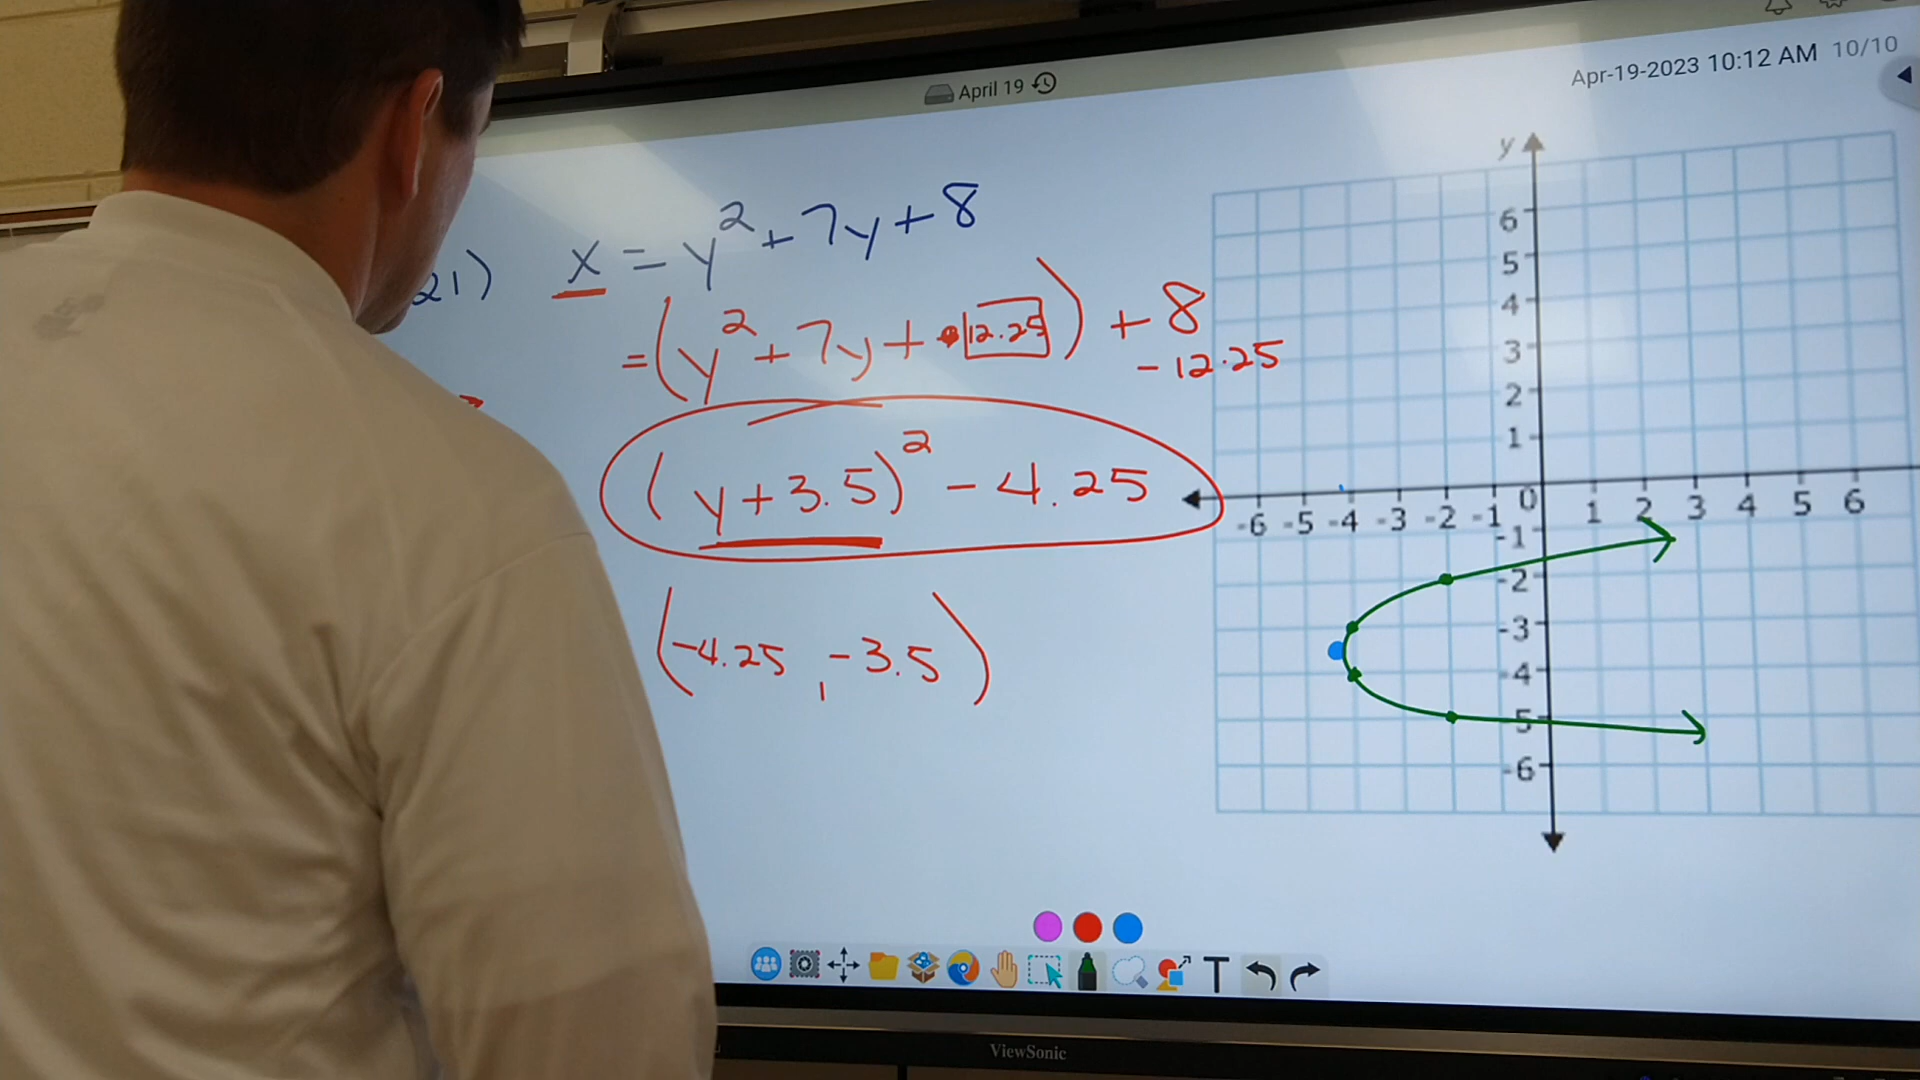 April 19
Apr-19-2023 10:12 AM 10/10
21) x = y² + 7y + 8
= (y² + 7y + 12.25) + 8
- 12.25
(y + 3.5)² - 4.25
(-4.25, -3.5)
y
6
5
4
3
2
1
-6 -5 -4 -3 -2 -1 0 1 2 3 4 5 6
-1
-2
-3
-4
-5
-6
T
ViewSonic